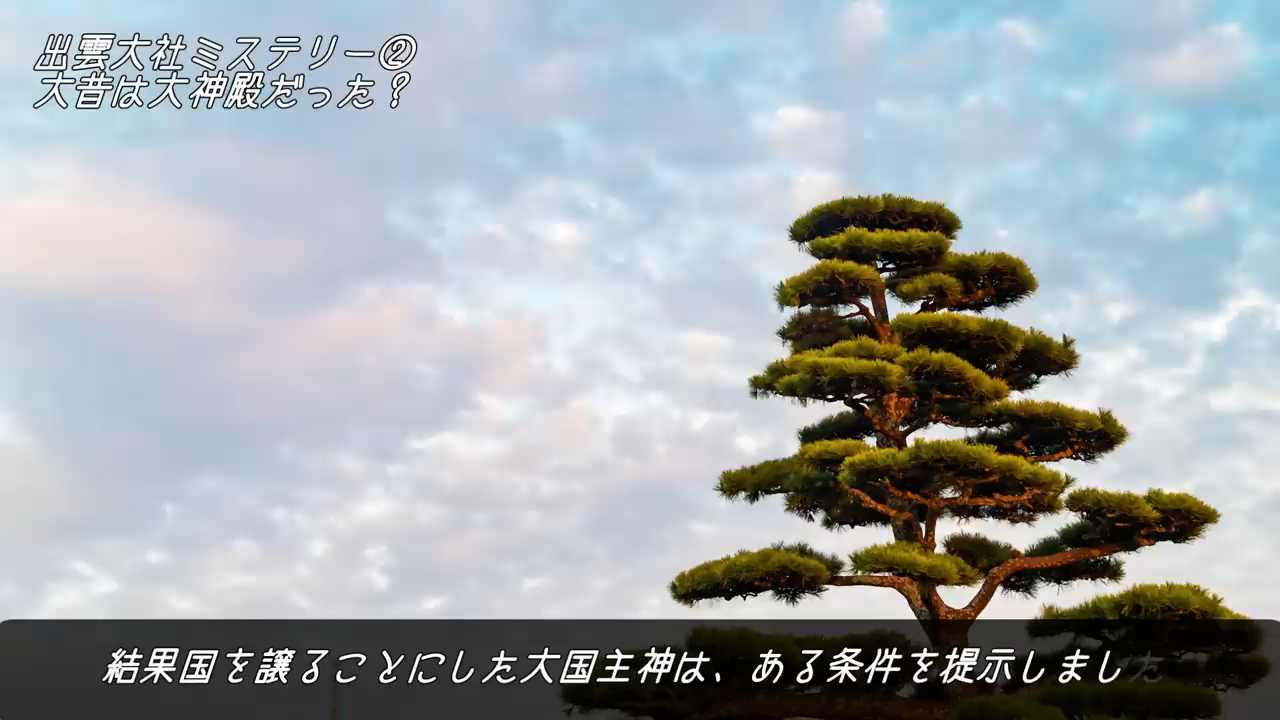 出雲大社ミステリー②
大昔は大神殿だった？
結果国を譲ることにした大国主神は、ある条件を提示しました